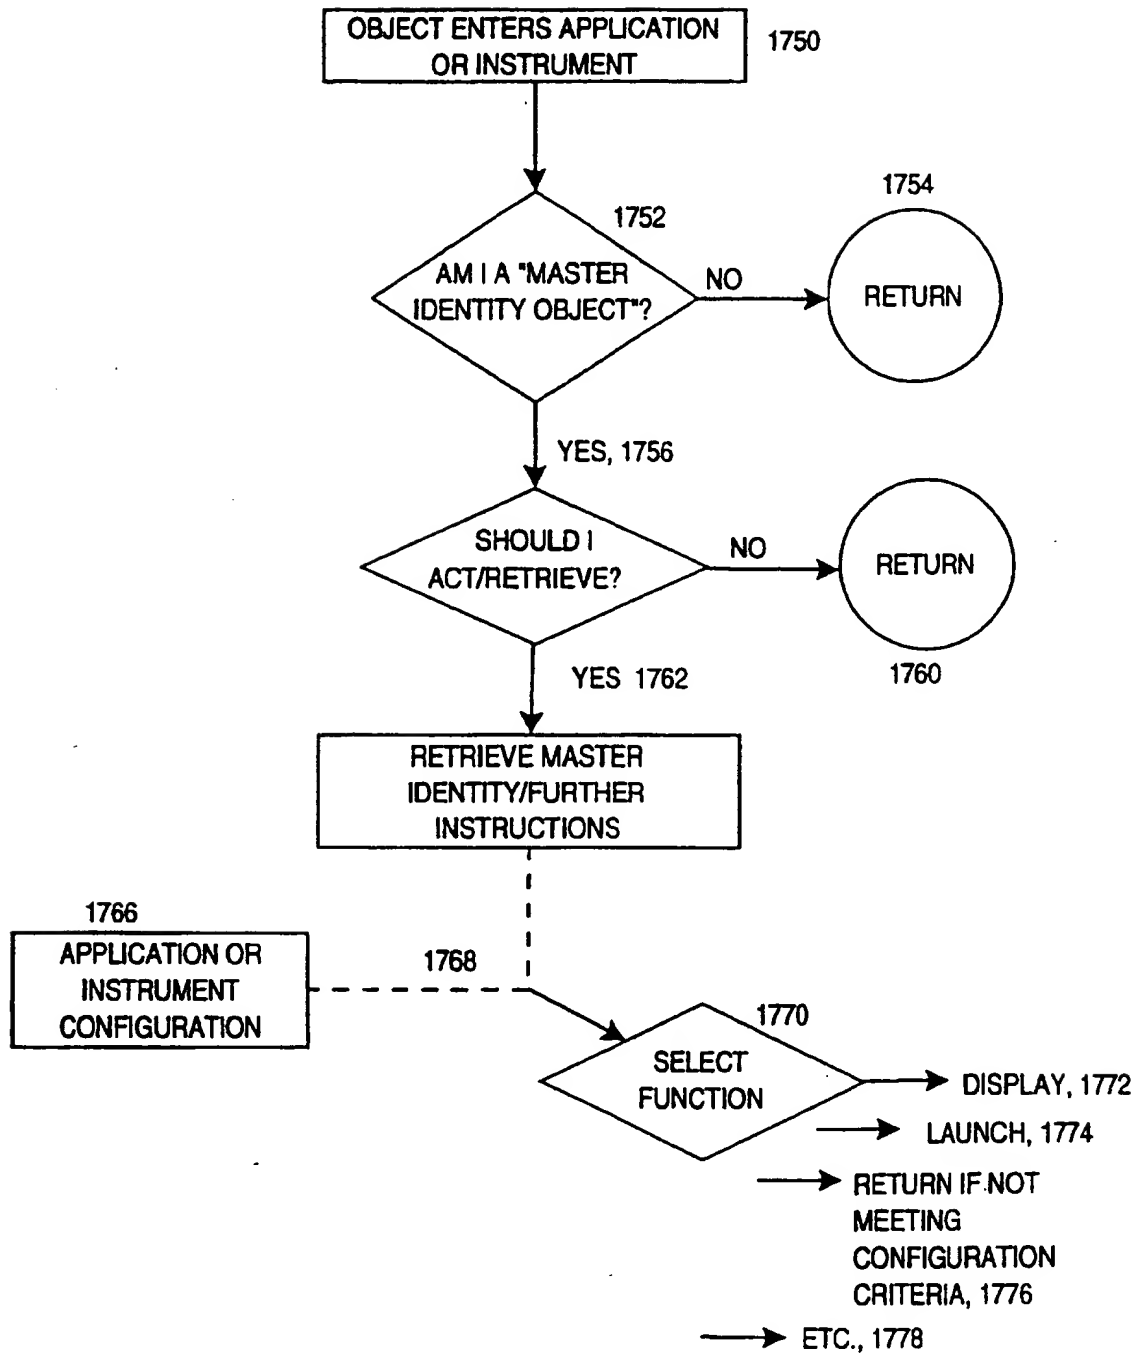 OBJECT ENTERS APPLICATION
OR INSTRUMENT
1750
1752
1754
AM I A "MASTER
IDENTITY OBJECT"?
NO
RETURN
YES, 1756
SHOULD I
ACT/RETRIEVE?
NO
RETURN
1760
YES 1762
RETRIEVE MASTER
IDENTITY/FURTHER
INSTRUCTIONS
1766
APPLICATION OR
INSTRUMENT
CONFIGURATION
1768
1770
SELECT
FUNCTION
DISPLAY, 1772
LAUNCH, 1774
RETURN IF NOT
MEETING
CONFIGURATION
CRITERIA, 1776
ETC., 1778